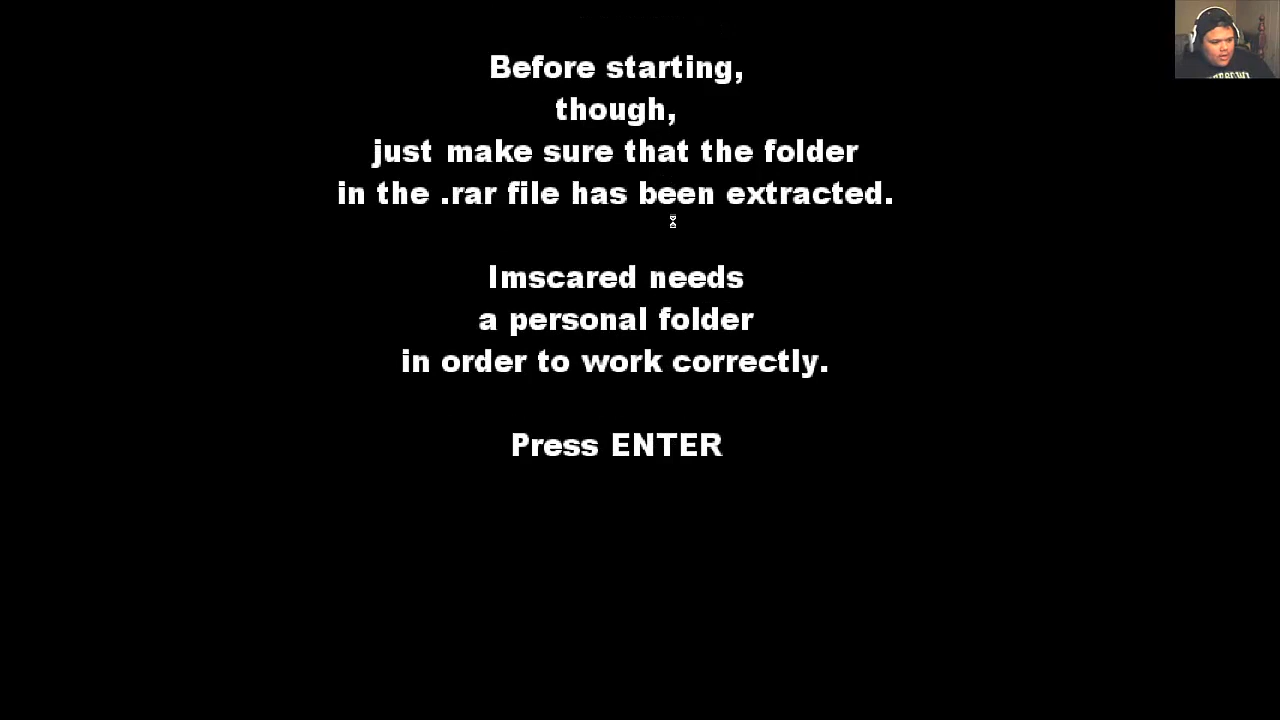 Before starting,
though,
just make sure that the folder
in the .rar file has been extracted.
Imscared needs
a personal folder
in order to work correctly.
Press ENTER